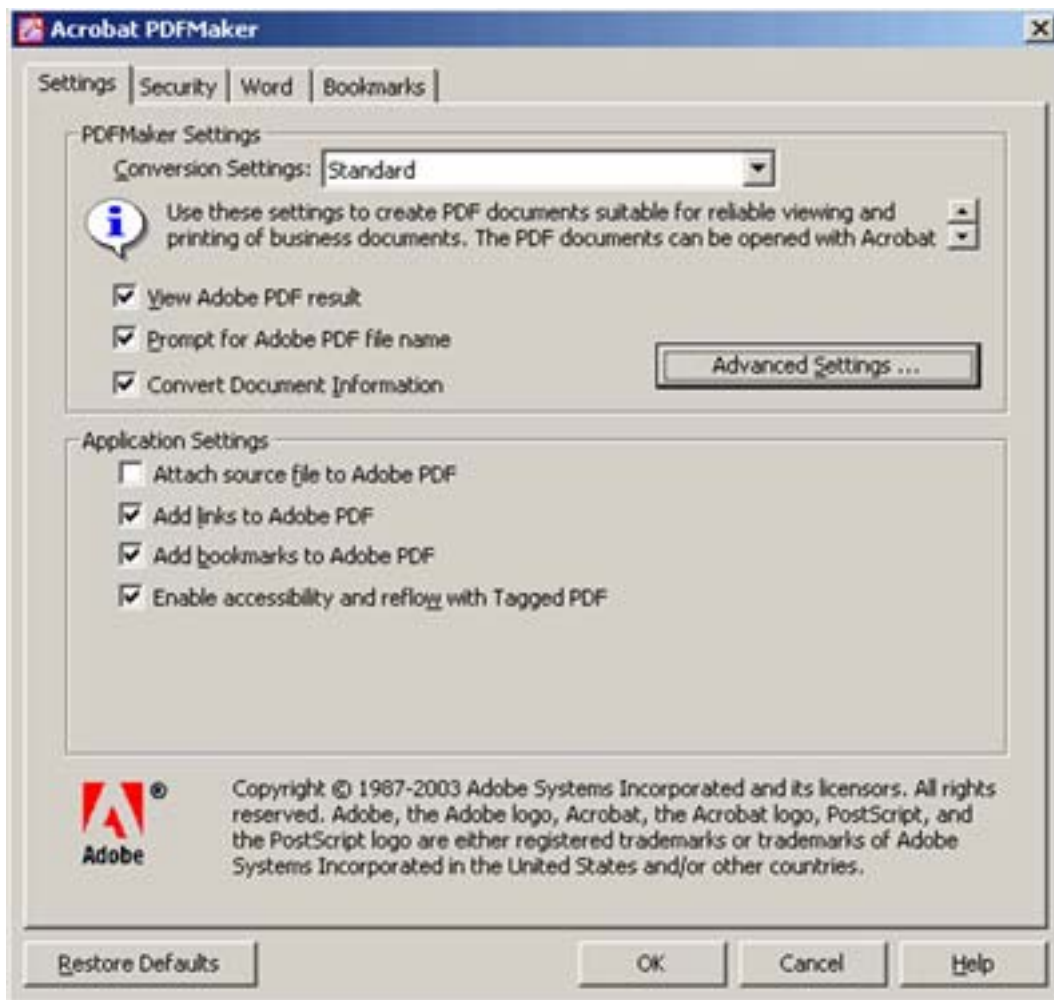 Acrobat PDFMaker
Settings Security Word Bookmarks
PDFMaker Settings
Conversion Settings: Standard
Use these settings to create PDF documents suitable for reliable viewing and
printing of business documents. The PDF documents can be opened with Acrobat
View Adobe PDF result
Prompt for Adobe PDF file name
Advanced Settings ...
Convert Document Information
Application Settings
Attach source file to Adobe PDF
Add links to Adobe PDF
Add bookmarks to Adobe PDF
Enable accessibility and reflow with Tagged PDF
Adobe ®
Copyright © 1987-2003 Adobe Systems Incorporated and its licensors. All rights
reserved. Adobe, the Adobe logo, Acrobat, the Acrobat logo, PostScript, and
the PostScript logo are either registered trademarks or trademarks of Adobe
Systems Incorporated in the United States and/or other countries.
Restore Defaults OK Cancel Help